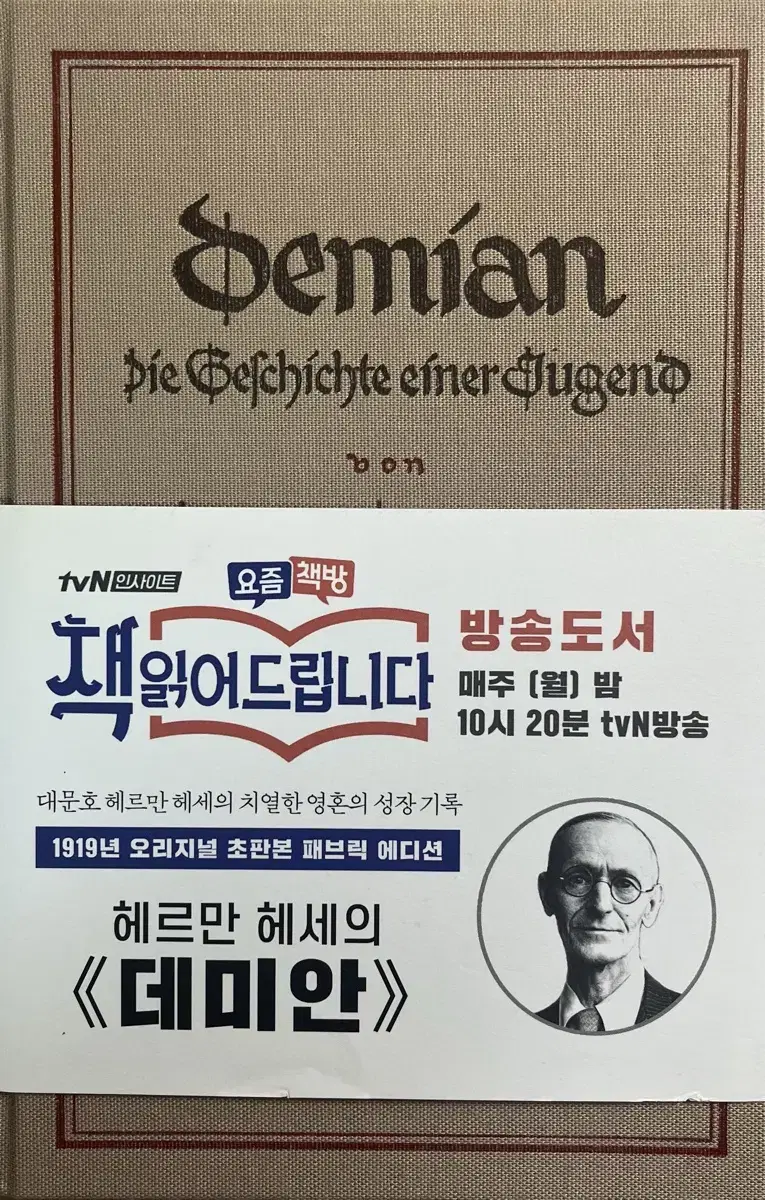 Demian
Die Geschichte einer Jugend
von
tvN 인사이트
요즘 책방
책 읽어드립니다
방송도서
매주 (월) 밤
10시 20분 tvN방송
대문호 헤르만 헤세의 치열한 영혼의 성장 기록
1919년 오리지널 초판본 패브릭 에디션
헤르만 헤세의
《데미안》